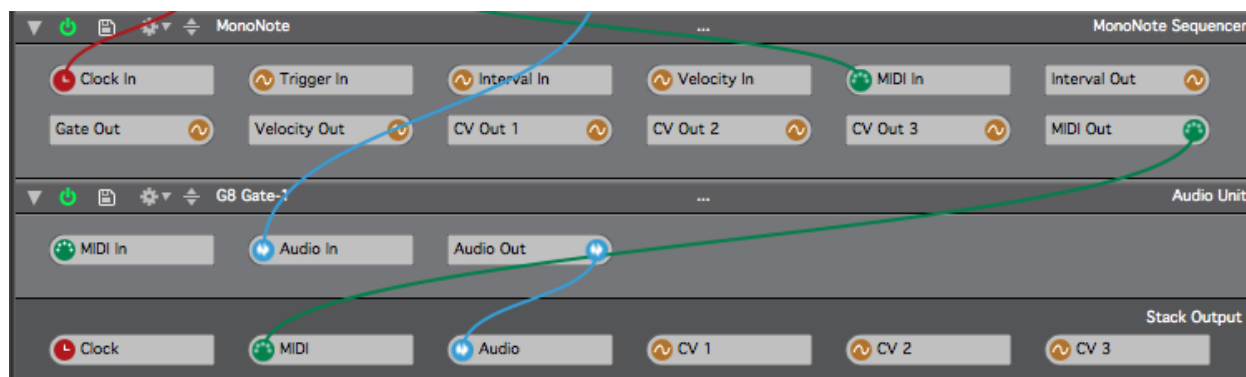 MonoNote ... MonoNote Sequencer
Clock In Trigger In Interval In Velocity In MIDI In Interval Out
Gate Out Velocity Out CV Out 1 CV Out 2 CV Out 3 MIDI Out
G8 Gate-1 ... Audio Unit
MIDI In Audio In Audio Out
Stack Output
Clock MIDI Audio CV 1 CV 2 CV 3